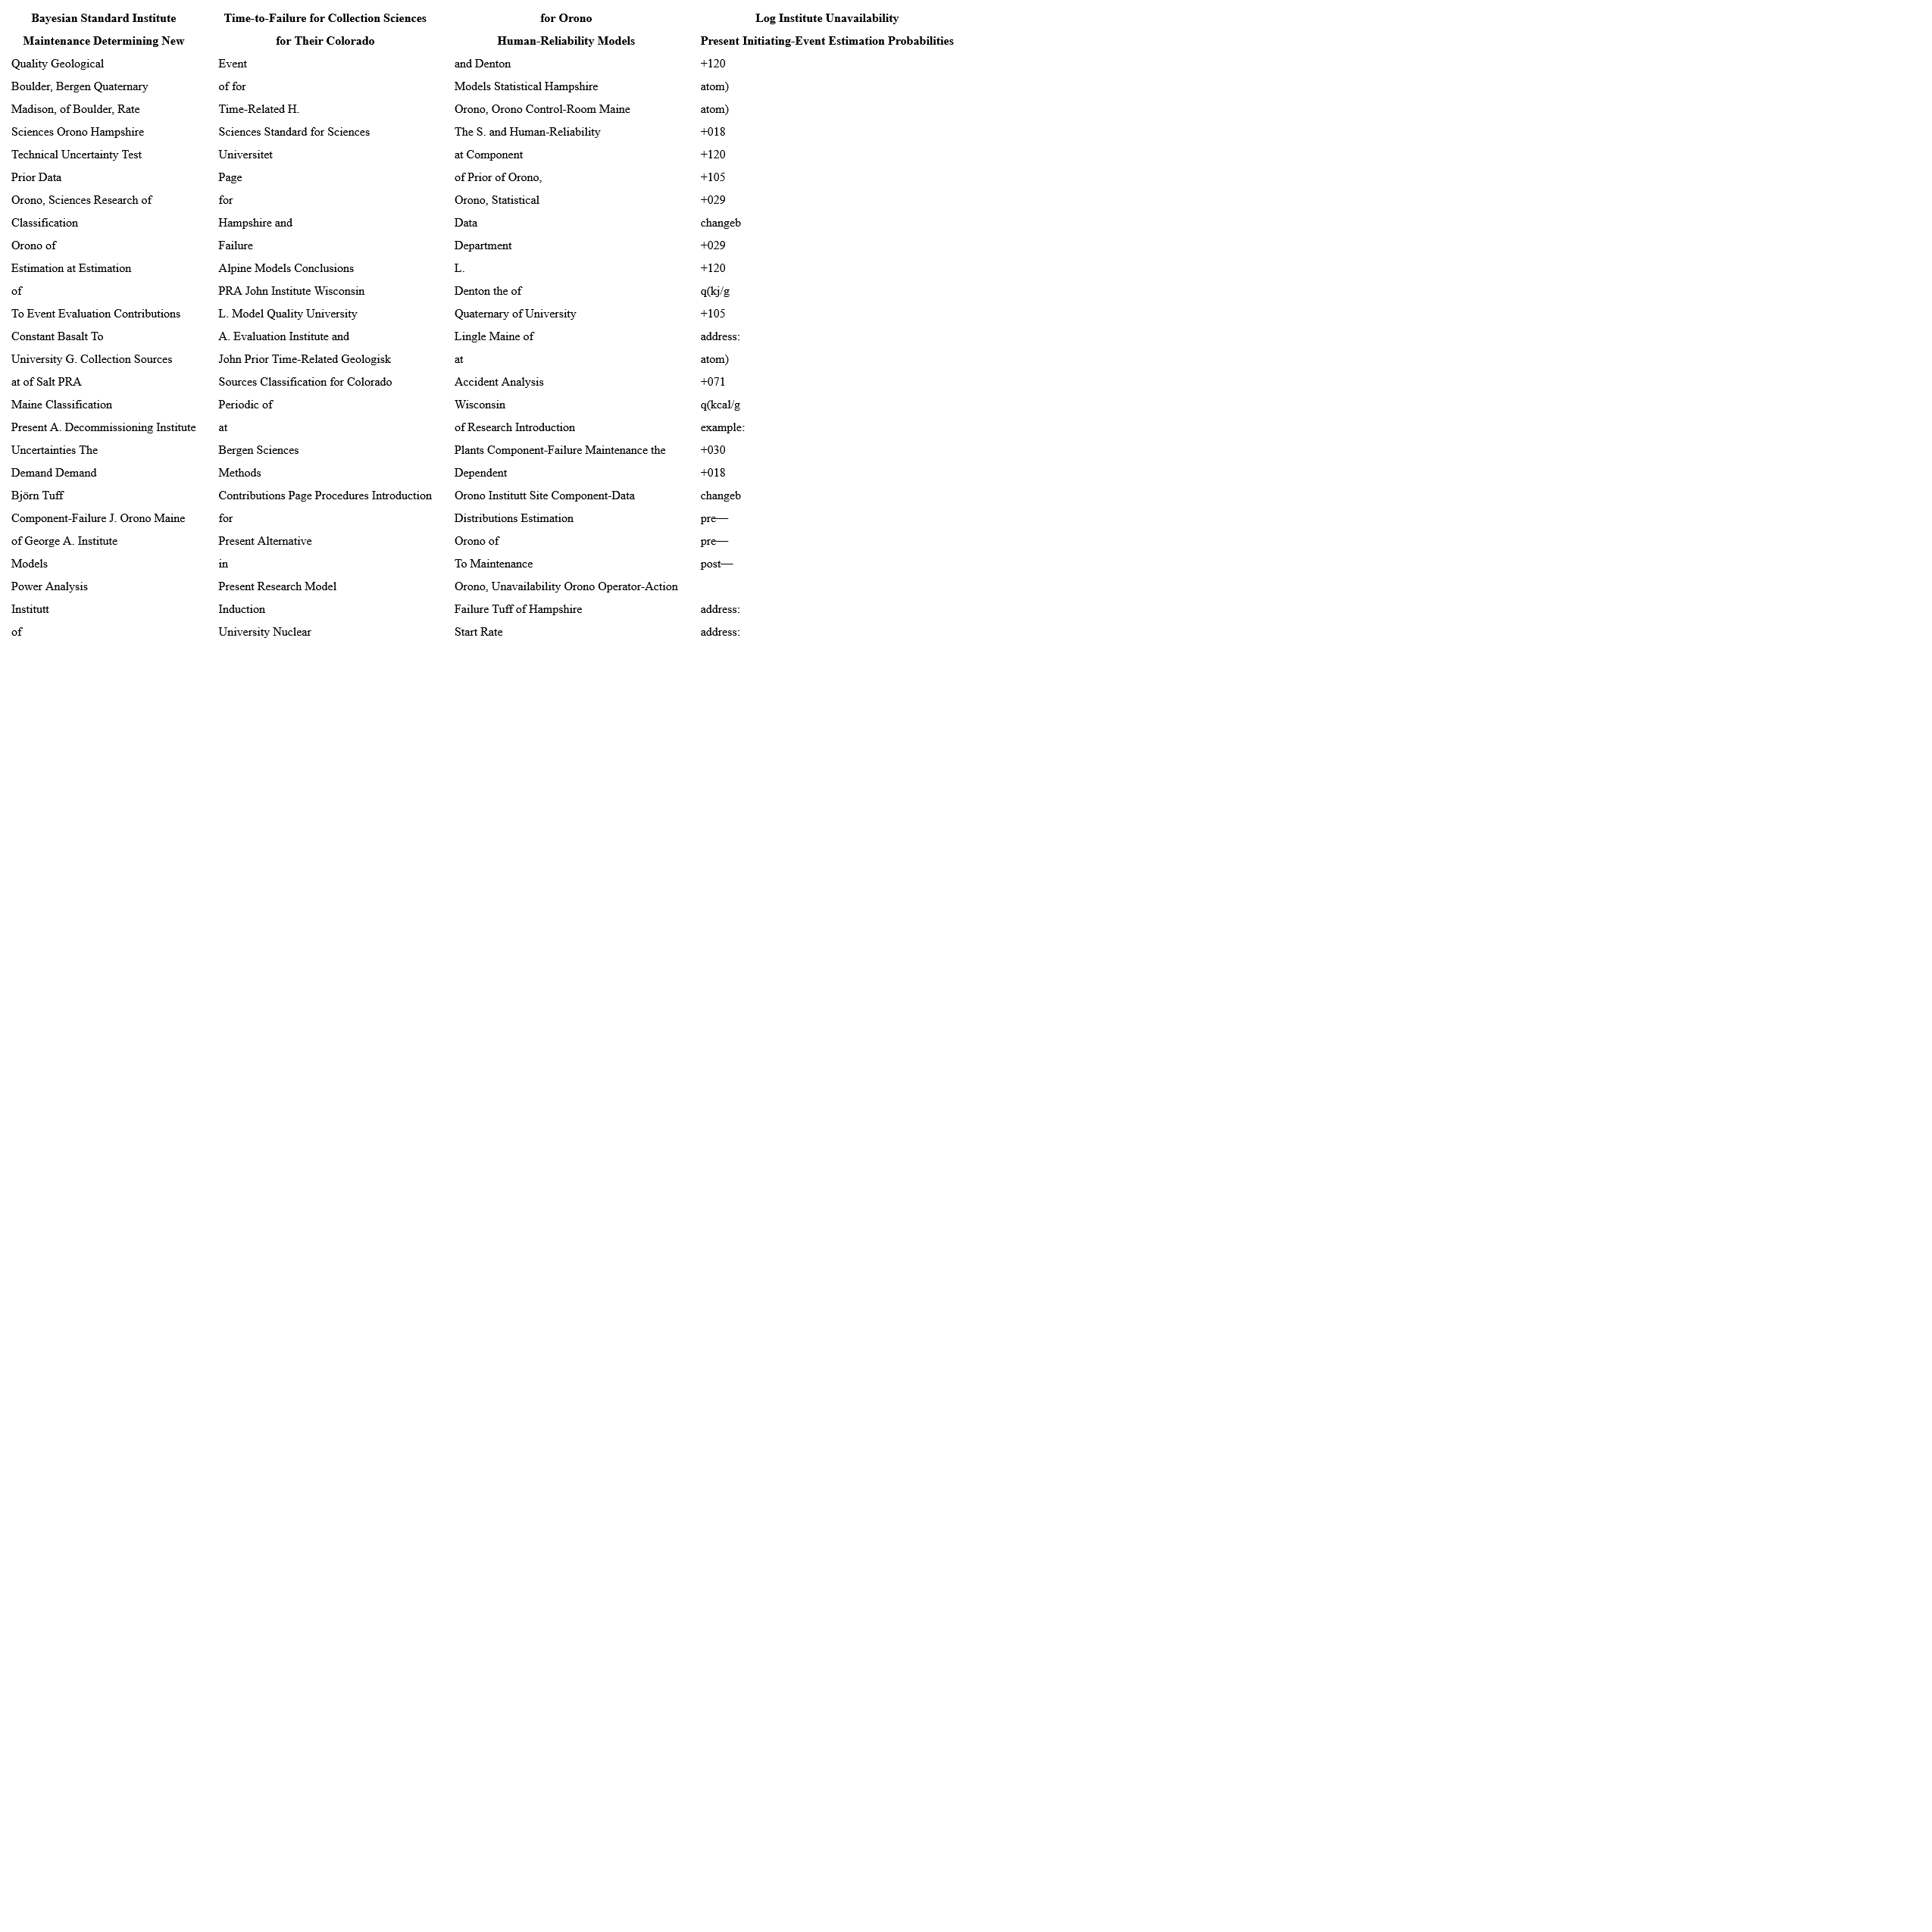 Bayesian Standard Institute Time-to-Failure for Collection Sciences for Orono Log Institute Unavailability
Maintenance Determining New for Their Colorado Human-Reliability Models Present Initiating-Event Estimation Probabilities
Quality Geological Event and Denton +120
Boulder, Bergen Quaternary of for Models Statistical Hampshire atom)
Madison, of Boulder, Rate Time-Related H. Orono, Orono Control-Room Maine atom)
Sciences Orono Hampshire Sciences Standard for Sciences The S. and Human-Reliability +018
Technical Uncertainty Test Universitet at Component +120
Prior Data Page of Prior of Orono, +105
Orono, Sciences Research of for Orono, Statistical +029
Classification Hampshire and Data changeb
Orono of Failure Department +029
Estimation at Estimation Alpine Models Conclusions L. +120
of PRA John Institute Wisconsin Denton the of q(kj/g
To Event Evaluation Contributions L. Model Quality University Quaternary of University +105
Constant Basalt To A. Evaluation Institute and Lingle Maine of address:
University G. Collection Sources John Prior Time-Related Geologisk at atom)
at of Salt PRA Sources Classification for Colorado Accident Analysis +071
Maine Classification Periodic of Wisconsin q(kcal/g
Present A. Decommissioning Institute at of Research Introduction example:
Uncertainties The Bergen Sciences Plants Component-Failure Maintenance the +030
Demand Demand Methods Dependent +018
Björn Tuff Contributions Page Procedures Introduction Orono Institutt Site Component-Data changeb
Component-Failure J. Orono Maine for Distributions Estimation pre—
of George A. Institute Present Alternative Orono of pre—
Models in To Maintenance post—
Power Analysis Present Research Model Orono, Unavailability Orono Operator-Action
Institutt Induction Failure Tuff of Hampshire address:
of University Nuclear Start Rate address: